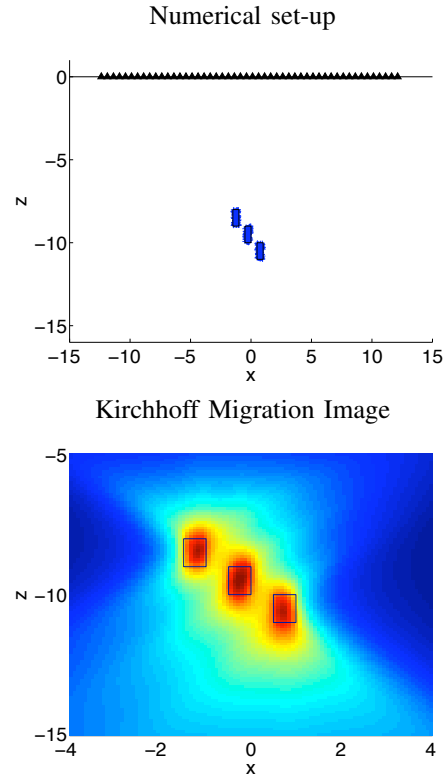 Numerical set-up
0
−5
−10
−15
z
−15 −10 −5 0 5 10 15
x
Kirchhoff Migration Image
−5
−10
−15
z
−4 −2 0 2 4
x